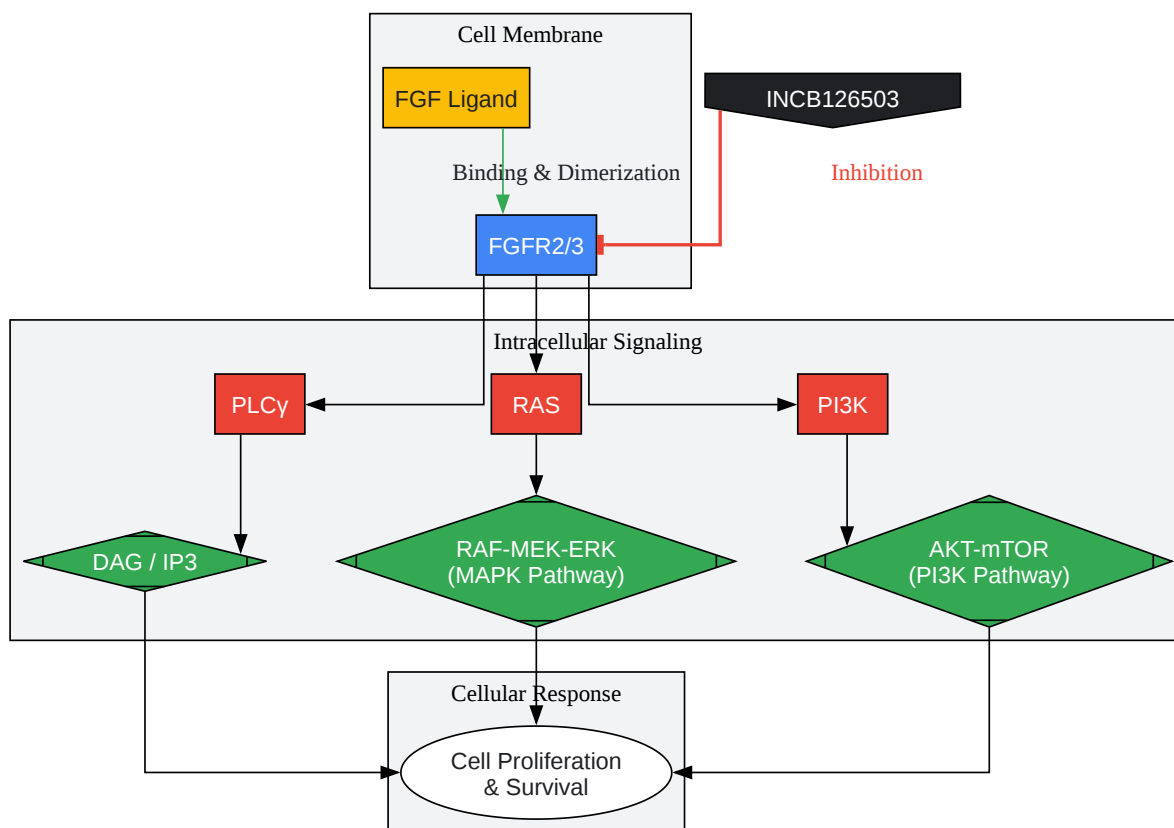 Cell Membrane
FGF Ligand
INCB126503
Binding & Dimerization
Inhibition
FGFR2/3
Intracellular Signaling
PLCγ
RAS
PI3K
DAG / IP3
RAF-MEK-ERK
(MAPK Pathway)
AKT-mTOR
(PI3K Pathway)
Cellular Response
Cell Proliferation
& Survival